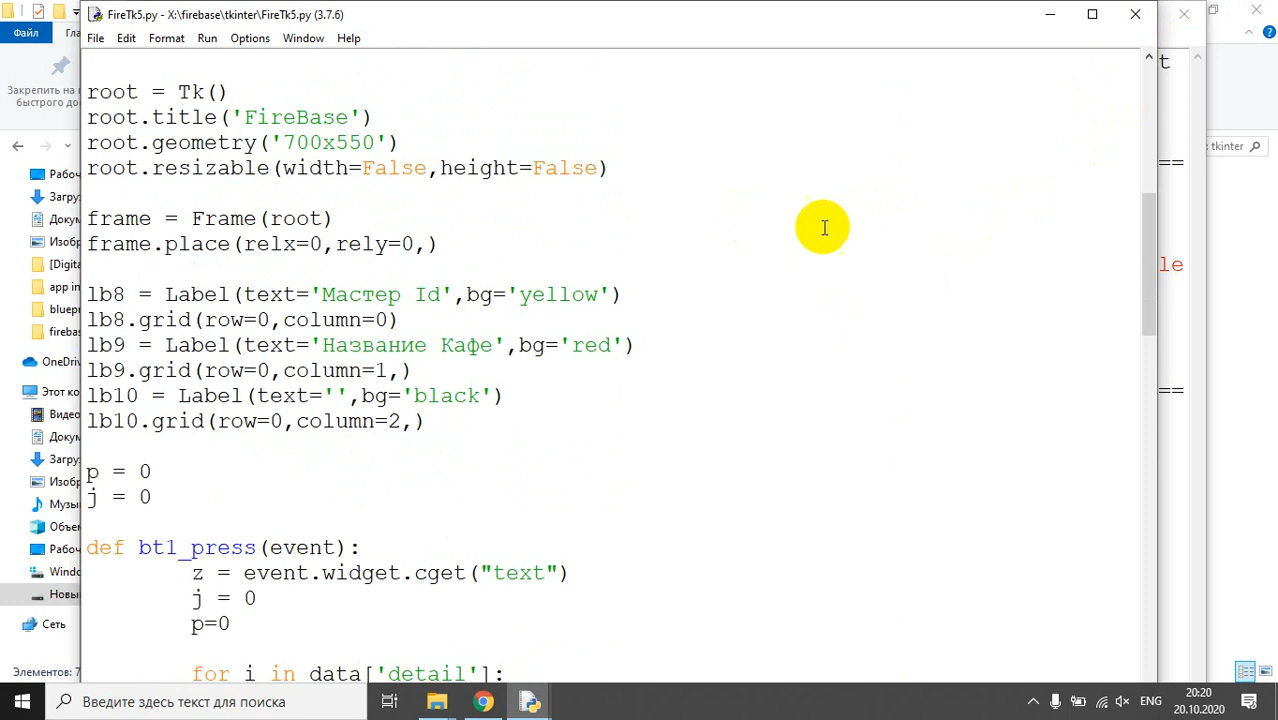 FireTk5.py - X:\firebase\tkinter\FireTk5.py (3.7.6)
Файл
Гла
File Edit Format Run Options Window Help
Закрепить на
быстрого дос
tkinter
Рабоч
Загру
Докум
Изобр
[Digita
app in
bluepr
firebas
OneDriv
Этот ко
Видео
Докум
Загру
Изобр
Музы
Объем
Рабоч
Windo
Новы
Сеть
Элементов: 7
root = Tk()
root.title('FireBase')
root.geometry('700x550')
root.resizable(width=False,height=False)
frame = Frame(root)
frame.place(relx=0,rely=0,)
lb8 = Label(text='Мастер Id',bg='yellow')
lb8.grid(row=0,column=0)
lb9 = Label(text='Название Кафе',bg='red')
lb9.grid(row=0,column=1,)
lb10 = Label(text='',bg='black')
lb10.grid(row=0,column=2,)
p = 0
j = 0
def bt1_press(event):
z = event.widget.cget("text")
j = 0
p=0
for i in data['detail']:
t
==
le
==
Введите здесь текст для поиска
ENG
20:20
20.10.2020